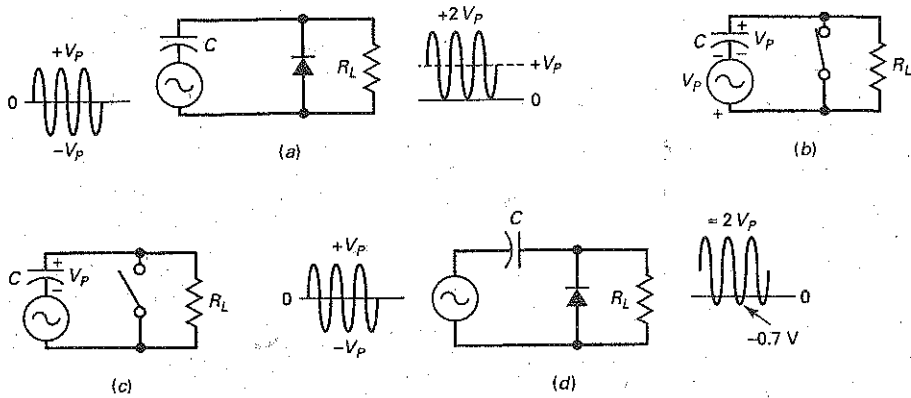 +V_P
0
−V_P
C
R_L
+2 V_P
+V_P
0
(a)
C
+
V_P
−
−
V_P
+
R_L
(b)
C
+
V_P
−
R_L
(c)
+V_P
0
−V_P
C
R_L
≈ 2 V_P
0
−0.7 V
(d)